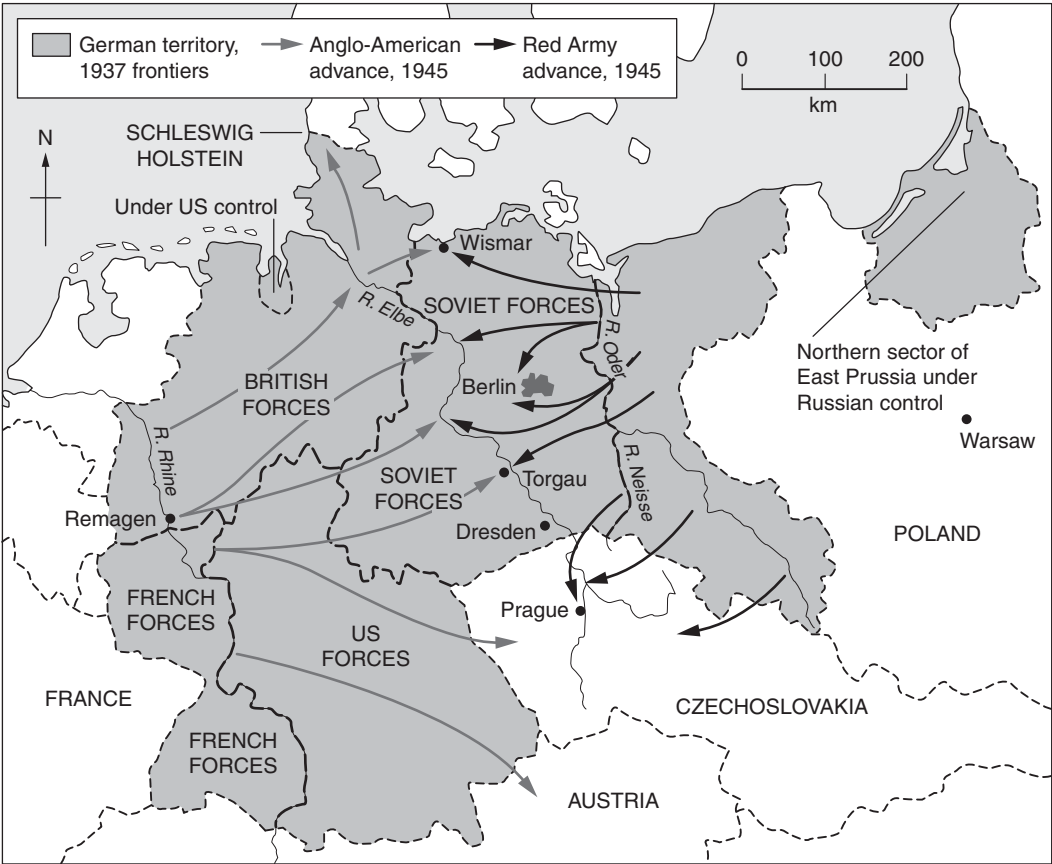 German territory,
1937 frontiers
Anglo-American
advance, 1945
Red Army
advance, 1945
0 100 200
km
N
SCHLESWIG
HOLSTEIN
Under US control
Wismar
R. Elbe
SOVIET FORCES
R. Oder
BRITISH
FORCES
Berlin
Northern sector of
East Prussia under
Russian control
Warsaw
R. Rhine
SOVIET
FORCES
Torgau
R. Neisse
Remagen
Dresden
POLAND
FRENCH
FORCES
Prague
US
FORCES
FRANCE
CZECHOSLOVAKIA
FRENCH
FORCES
AUSTRIA